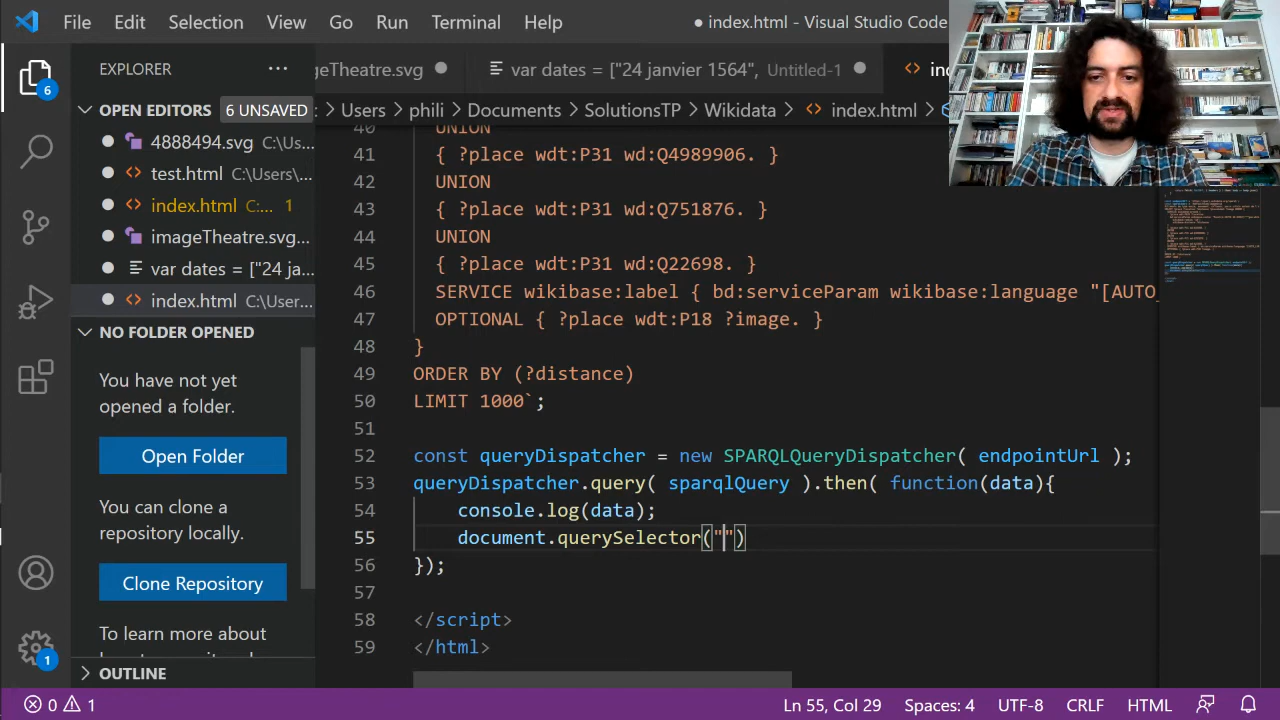 File Edit Selection View Go Run Terminal Help
● index.html - Visual Studio Code
EXPLORER ···
OPEN EDITORS 6 UNSAVED
4888494.svg C:\Us...
test.html C:\Users\...
index.html C:... 1
imageTheatre.svg...
var dates = ["24 ja...
index.html C:\User...
NO FOLDER OPENED
You have not yet
opened a folder.
Open Folder
You can clone a
repository locally.
Clone Repository
To learn more about
OUTLINE
6
1
geTheatre.svg
var dates = ["24 janvier 1564", Untitled-1
in
Users > Documents > SolutionsTP > Wikidata > index.html >
40 UNION
41 { ?place wdt:P31 wd:Q4989906. }
42 UNION
43 { ?place wdt:P31 wd:Q751876. }
44 UNION
45 { ?place wdt:P31 wd:Q22698. }
46 SERVICE wikibase:label { bd:serviceParam wikibase:language "[AUTO_
47 OPTIONAL { ?place wdt:P18 ?image. }
48 }
49 ORDER BY (?distance)
50 LIMIT 1000`;
51
52 const queryDispatcher = new SPARQLQueryDispatcher( endpointUrl );
53 queryDispatcher.query( sparqlQuery ).then( function(data){
54 console.log(data);
55 document.querySelector("")
56 });
57
58 </script>
59 </html>
0 1
Ln 55, Col 29 Spaces: 4 UTF-8 CRLF HTML